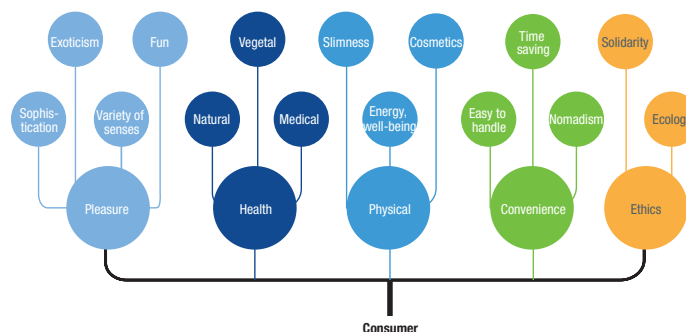 Exoticism
Fun
Vegetal
Slimness
Cosmetics
Time
saving
Solidarity
Sophis-
tication
Variety of
senses
Natural
Medical
Energy,
well-being
Easy to
handle
Nomadism
Ecolog
Pleasure
Health
Physical
Convenience
Ethics
Consumer